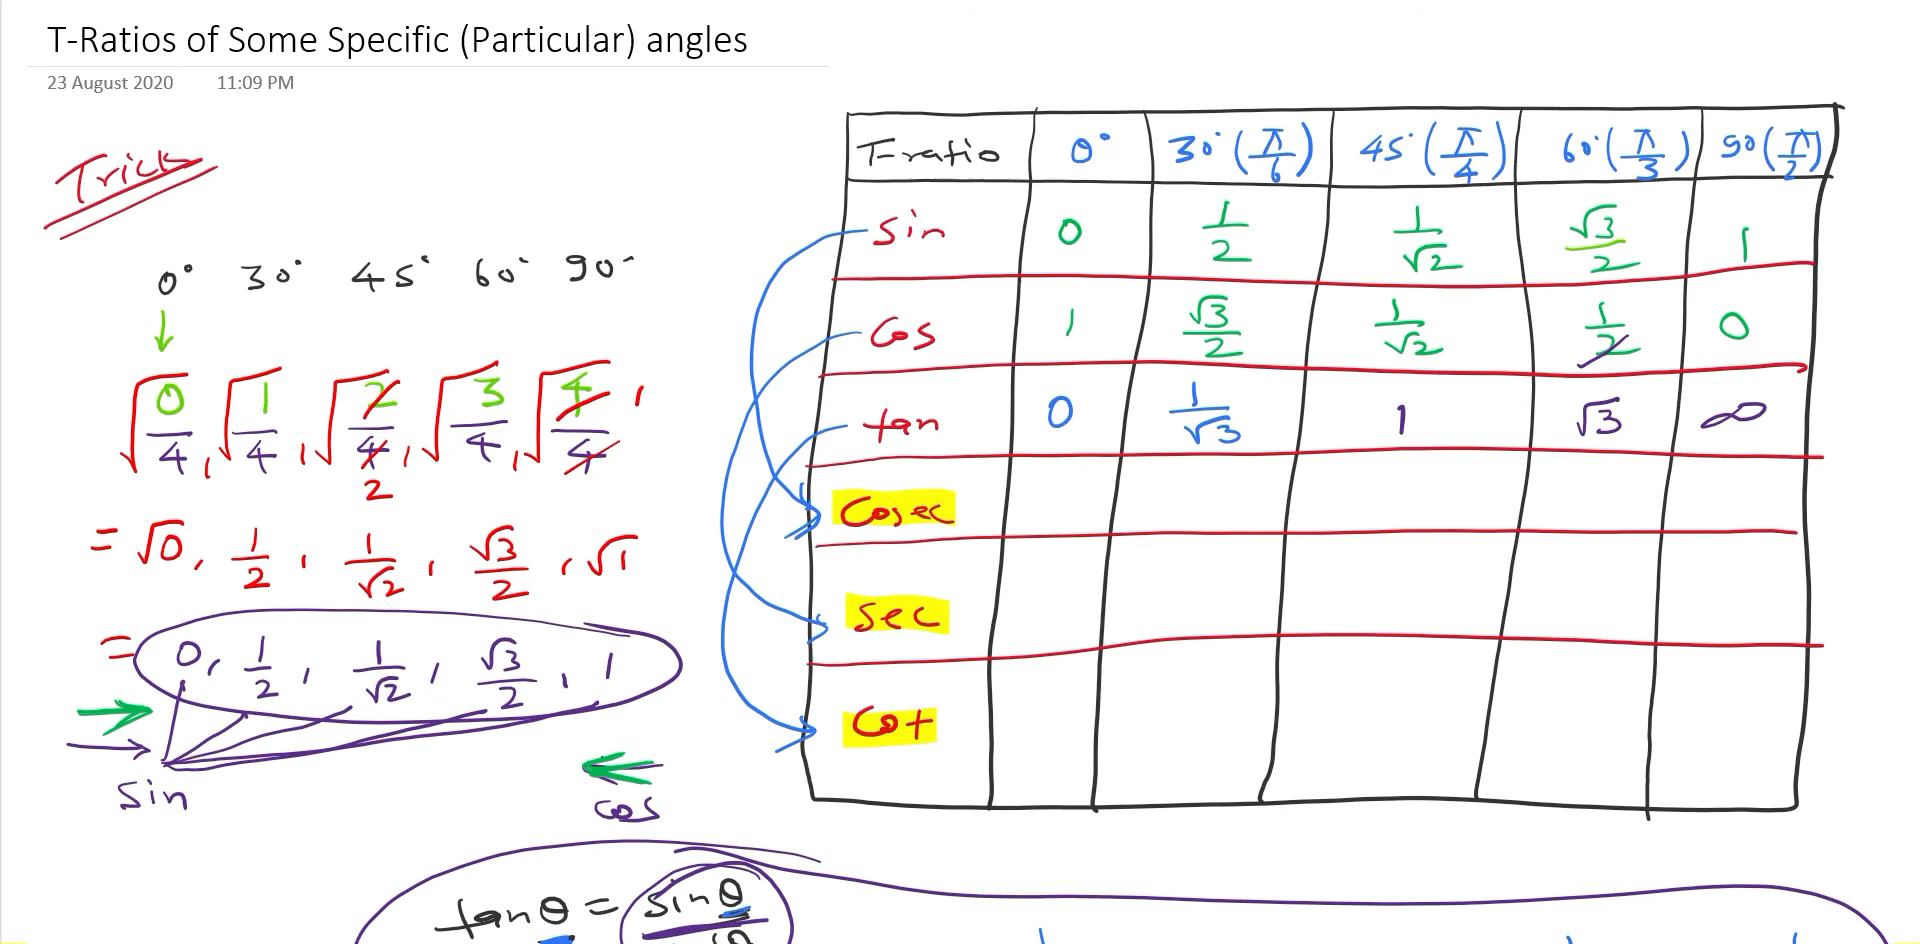 T-Ratios of Some Specific (Particular) angles
23 August 2020 11:09 PM
Trick
0° 30° 45° 60° 90°
√0/4, √1/4, √2/4, √3/4, √4/4,
2
= √0, 1/2, 1/√2, √3/2, √1
= 0, 1/2, 1/√2, √3/2, 1
sin
cos
tanθ = sinθ
T-ratio 0° 30° (π/6) 45° (π/4) 60° (π/3) 90 (π/2)
sin 0 1/2 1/√2 √3/2 1
cos 1 √3/2 1/√2 1/2 0
tan 0 1/√3 1 √3 ∞
Cosec
Sec
Cot